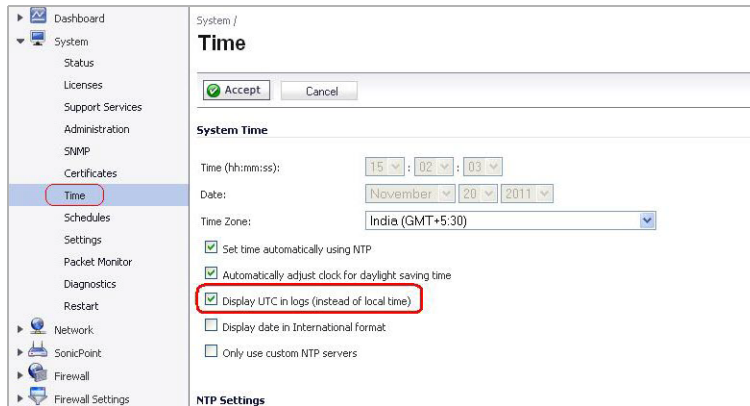 Dashboard
System
Status
Licenses
Support Services
Administration
SNMP
Certificates
Time
Schedules
Settings
Packet Monitor
Diagnostics
Restart
Network
SonicPoint
Firewall
Firewall Settings
System /
Time
Accept Cancel
System Time
Time (hh:mm:ss): 15 : 02 : 03
Date: November 20 2011
Time Zone: India (GMT+5:30)
Set time automatically using NTP
Automatically adjust clock for daylight saving time
Display UTC in logs (instead of local time)
Display date in International format
Only use custom NTP servers
NTP Settings